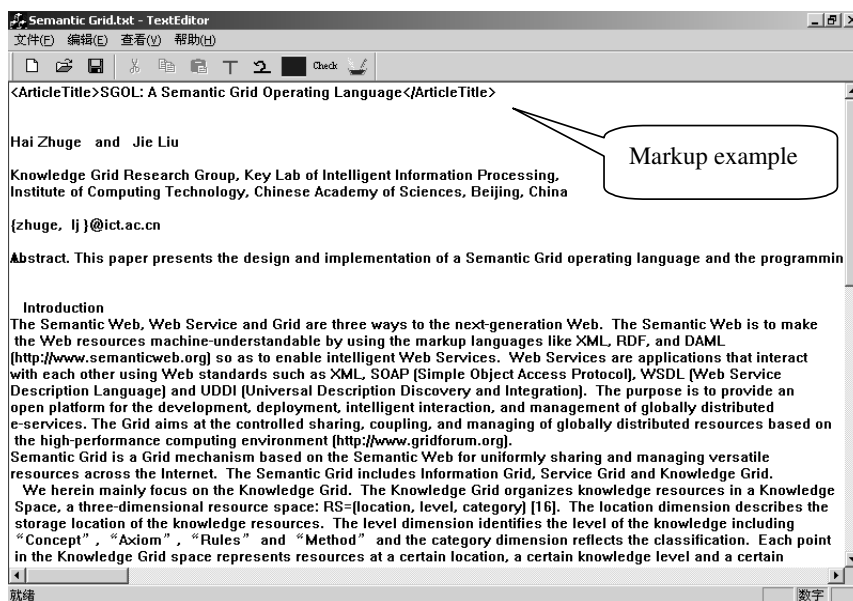 Semantic Grid.txt - TextEditor
文件(F) 编辑(E) 查看(V) 帮助(H)
Check
<ArticleTitle>SGOL: A Semantic Grid Operating Language</ArticleTitle>
Markup example
Hai Zhuge and Jie Liu
Knowledge Grid Research Group, Key Lab of Intelligent Information Processing,
Institute of Computing Technology, Chinese Academy of Sciences, Beijing, China
{zhuge, lj }@ict.ac.cn
Abstract. This paper presents the design and implementation of a Semantic Grid operating language and the programmin
Introduction
The Semantic Web, Web Service and Grid are three ways to the next-generation Web. The Semantic Web is to make
the Web resources machine-understandable by using the markup languages like XML, RDF, and DAML
(http://www.semanticweb.org) so as to enable intelligent Web Services. Web Services are applications that interact
with each other using Web standards such as XML, SOAP (Simple Object Access Protocol), WSDL (Web Service
Description Language) and UDDI (Universal Description Discovery and Integration). The purpose is to provide an
open platform for the development, deployment, intelligent interaction, and management of globally distributed
e-services. The Grid aims at the controlled sharing, coupling, and managing of globally distributed resources based on
the high-performance computing environment (http://www.gridforum.org).
Semantic Grid is a Grid mechanism based on the Semantic Web for uniformly sharing and managing versatile
resources across the Internet. The Semantic Grid includes Information Grid, Service Grid and Knowledge Grid.
We herein mainly focus on the Knowledge Grid. The Knowledge Grid organizes knowledge resources in a Knowledge
Space, a three-dimensional resource space: RS=(location, level, category) [16]. The location dimension describes the
storage location of the knowledge resources. The level dimension identifies the level of the knowledge including
“Concept”, “Axiom”, “Rules” and “Method” and the category dimension reflects the classification. Each point
in the Knowledge Grid space represents resources at a certain location, a certain knowledge level and a certain
就绪 数字